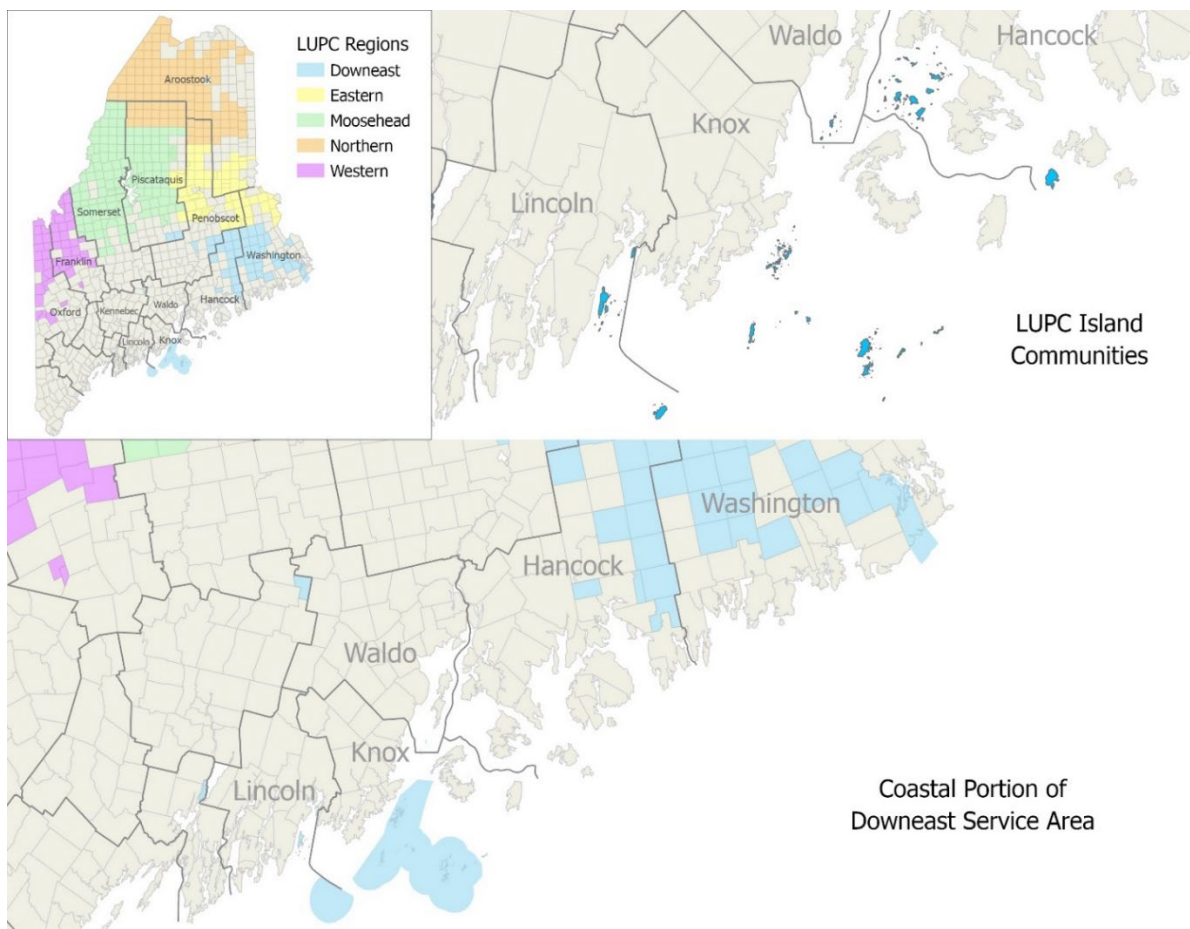 LUPC Regions
Downeast
Eastern
Moosehead
Northern
Western
Aroostook
Piscataquis
Somerset
Penobscot
Franklin
Washington
Oxford
Kennebec
Waldo
Hancock
Lincoln
Knox
Waldo
Hancock
Knox
Lincoln
LUPC Island
Communities
Washington
Hancock
Waldo
Knox
Lincoln
Coastal Portion of
Downeast Service Area